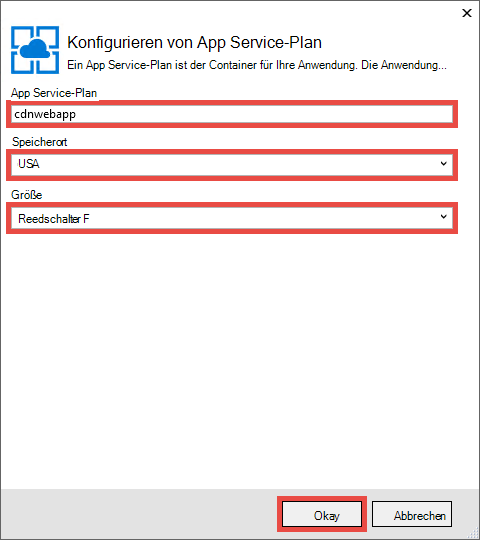 Konfigurieren von App Service-Plan
Ein App Service-Plan ist der Container für Ihre Anwendung. Die Anwendung...
App Service-Plan
cdnwebapp
Speicherort
USA
Größe
Reedschalter F
Okay
Abbrechen